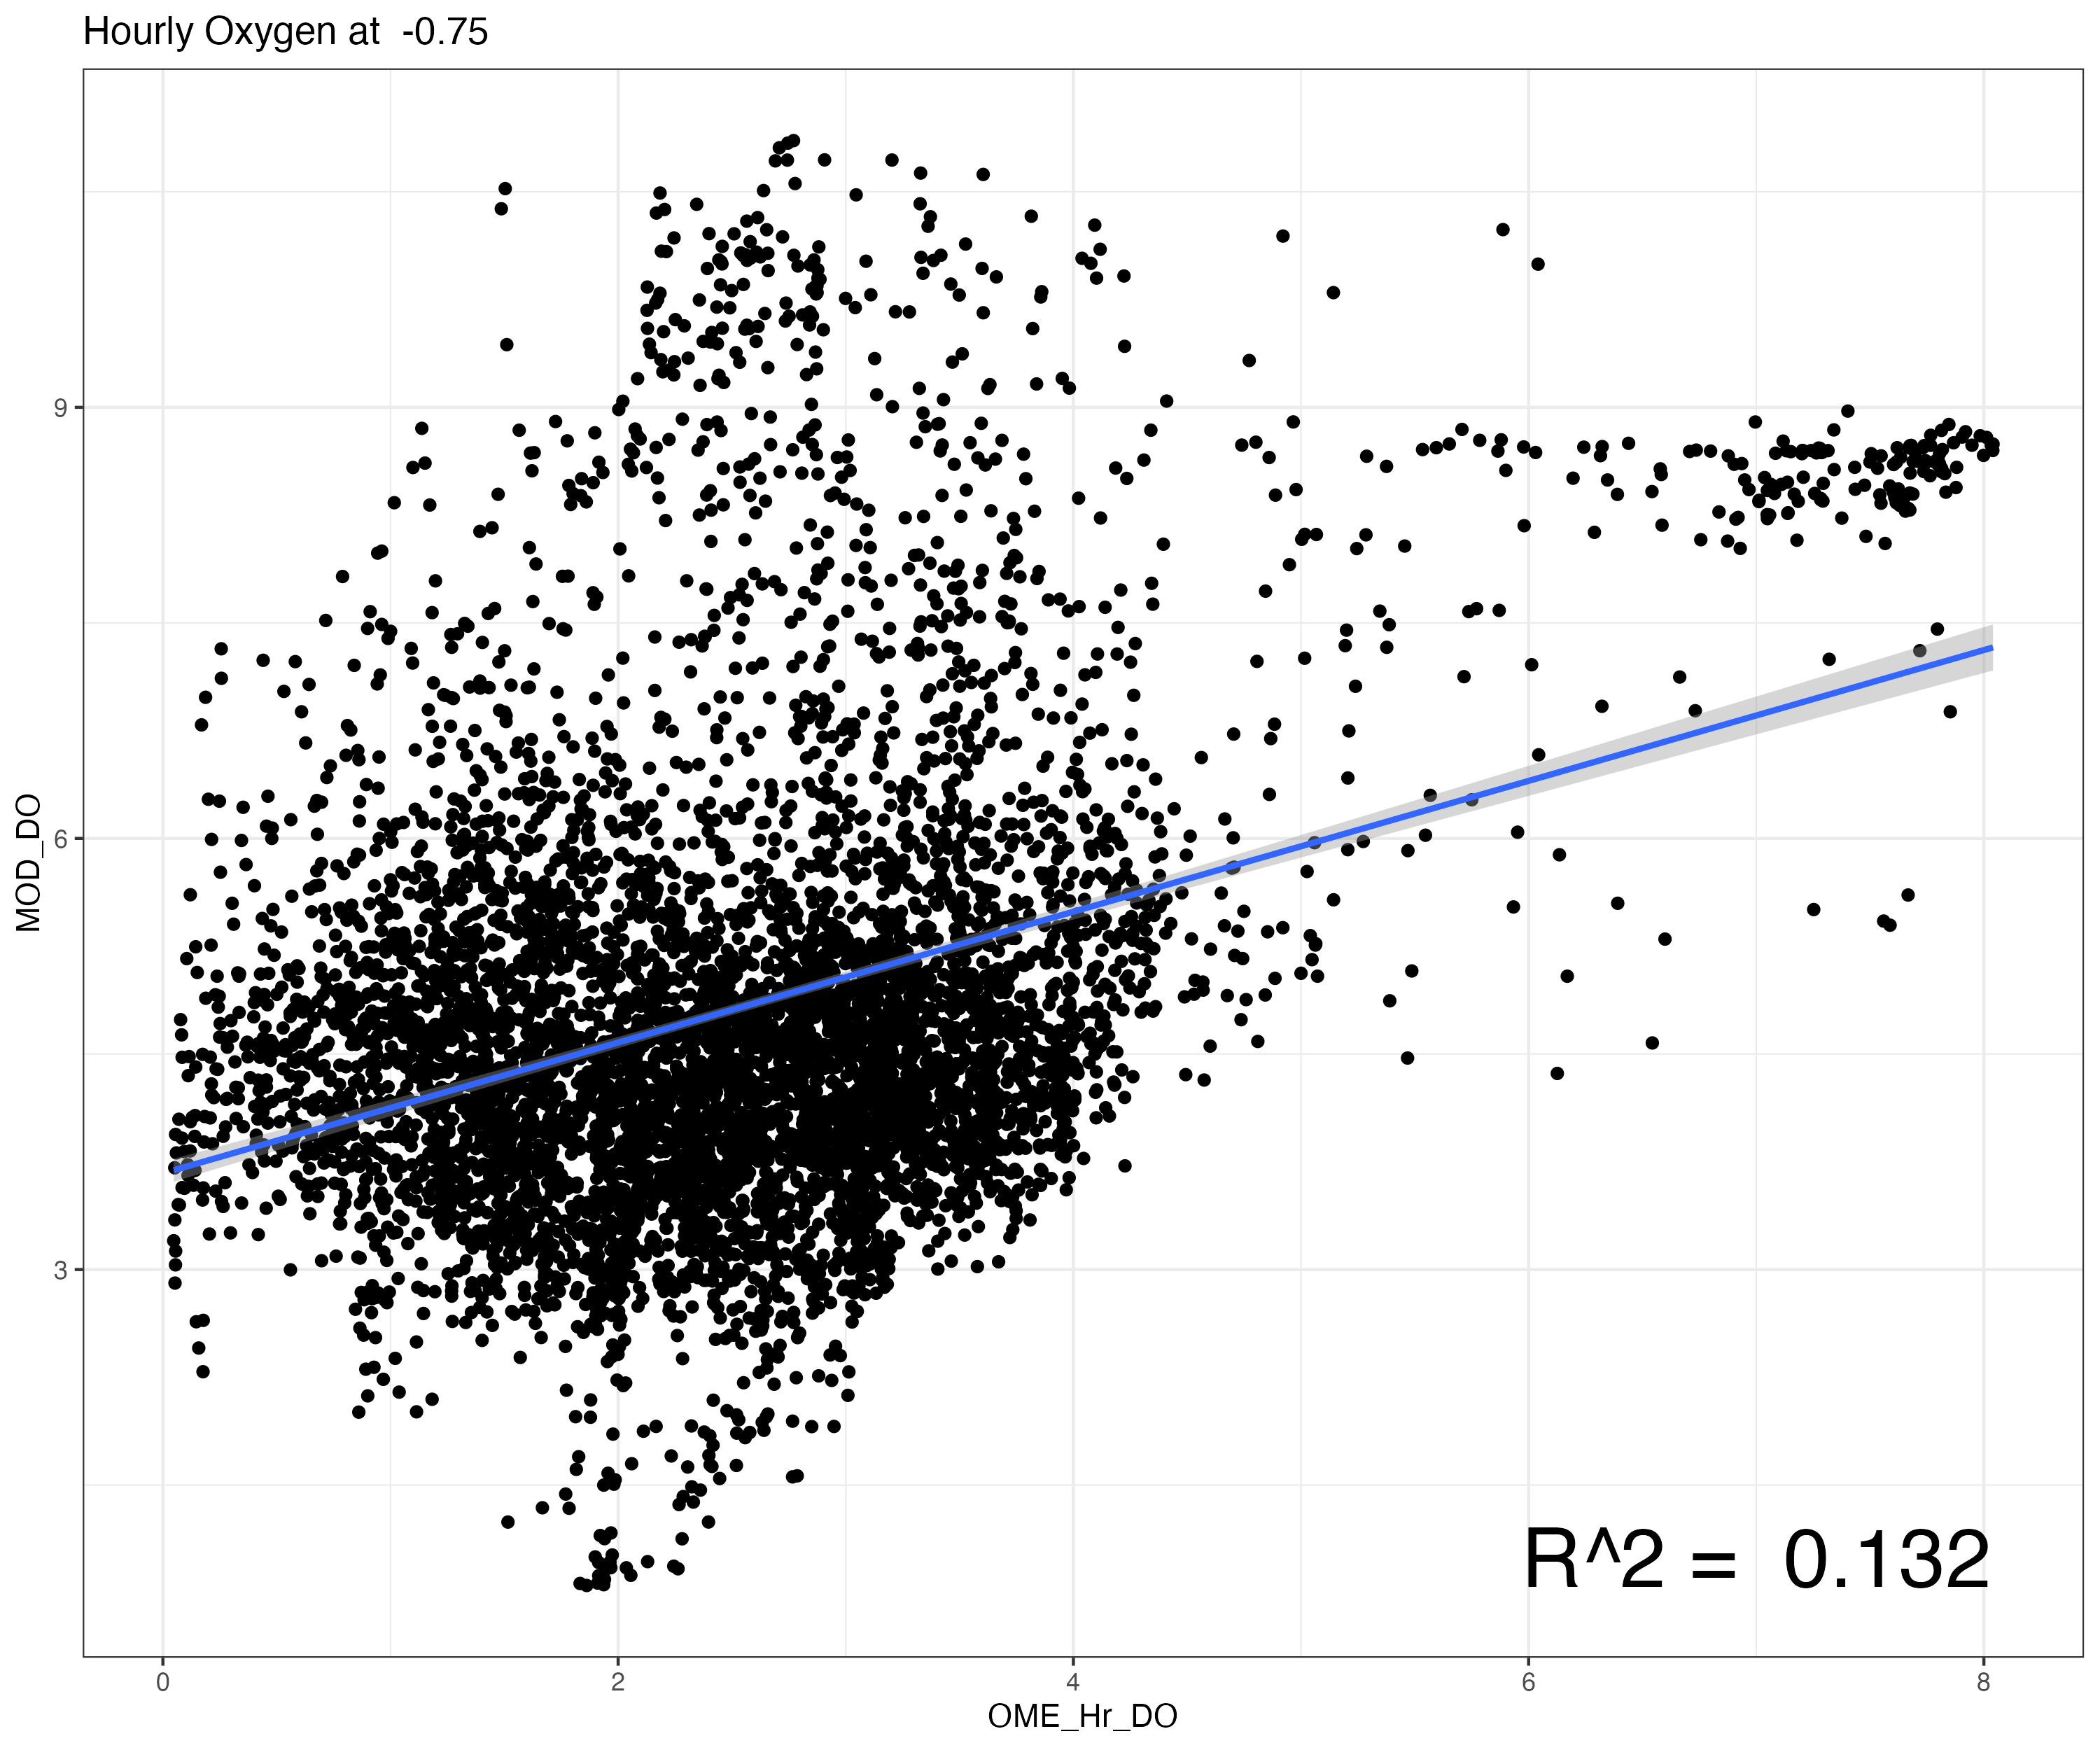 Hourly Oxygen at  -0.75
MOD_DO
9
6
3
R^2 =  0.132
0 2 4 6 8
OME_Hr_DO